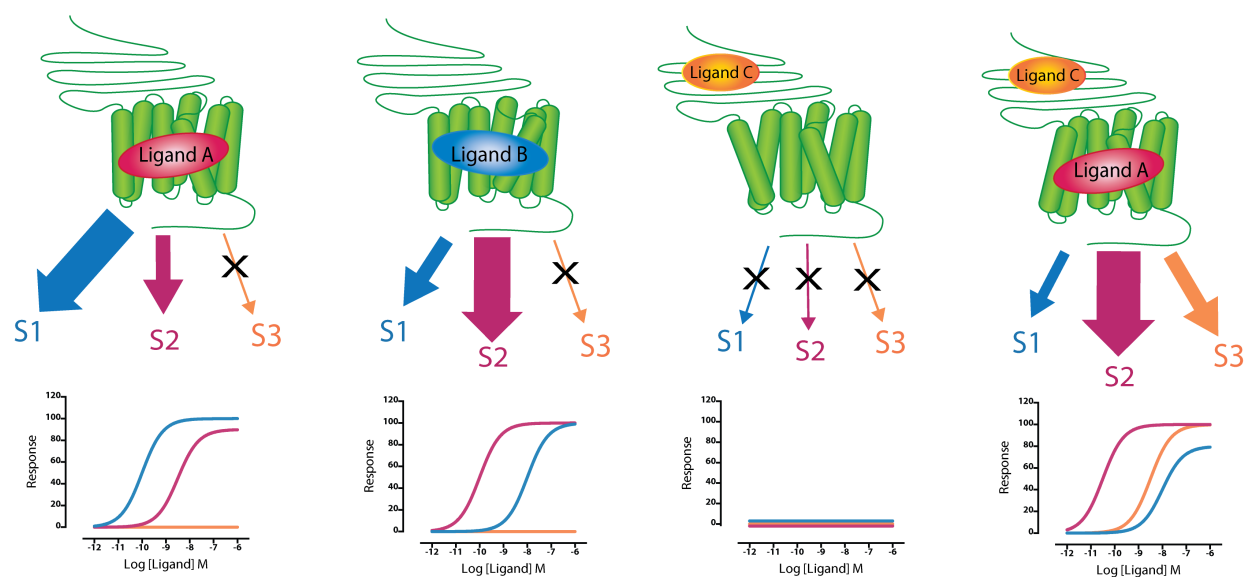 Ligand A
S1
S2
S3
Response
120
100
80
60
40
20
0
-12 -11 -10 -9 -8 -7 -6
Log [Ligand] M
Ligand B
S1
S2
S3
Response
120
100
80
60
40
20
0
-12 -11 -10 -9 -8 -7 -6
Log [Ligand] M
Ligand C
S1
S2
S3
Response
120
100
80
60
40
20
0
-12 -11 -10 -9 -8 -7 -6
Log [Ligand] M
Ligand C
Ligand A
S1
S2
S3
Response
120
100
80
60
40
20
0
-12 -11 -10 -9 -8 -7 -6
Log [Ligand] M